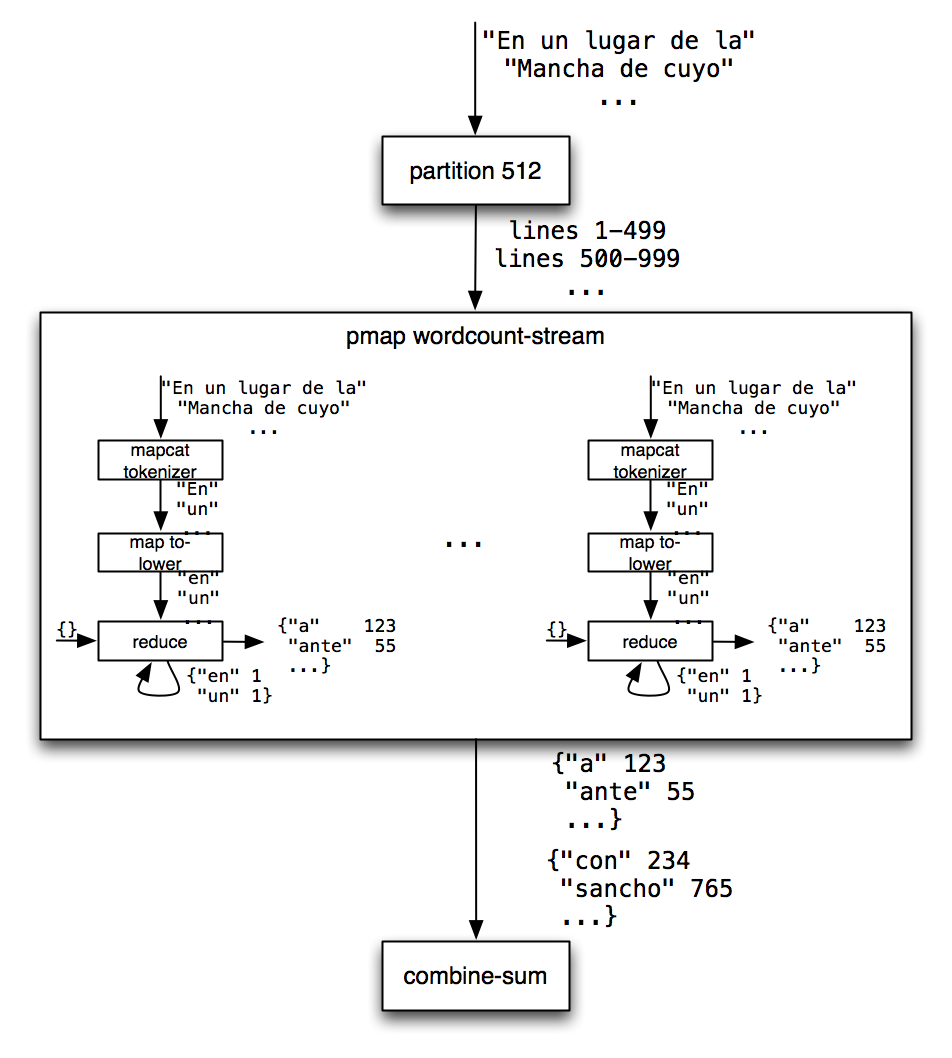 "En un lugar de la"
"Mancha de cuyo"
...
partition 512
lines 1-499
lines 500-999
...
pmap wordcount-stream
"En un lugar de la"
"Mancha de cuyo"
...
mapcat
tokenizer
"En"
"un"
...
map to-
lower
"en"
"un"
...
{}
reduce
{"a" 123
"ante" 55
...}
{"en" 1
"un" 1}
...
"En un lugar de la"
"Mancha de cuyo"
...
mapcat
tokenizer
"En"
"un"
...
map to-
lower
"en"
"un"
...
{}
reduce
{"a" 123
"ante" 55
...}
{"en" 1
"un" 1}
{"a" 123
"ante" 55
...}
{"con" 234
"sancho" 765
...}
combine-sum